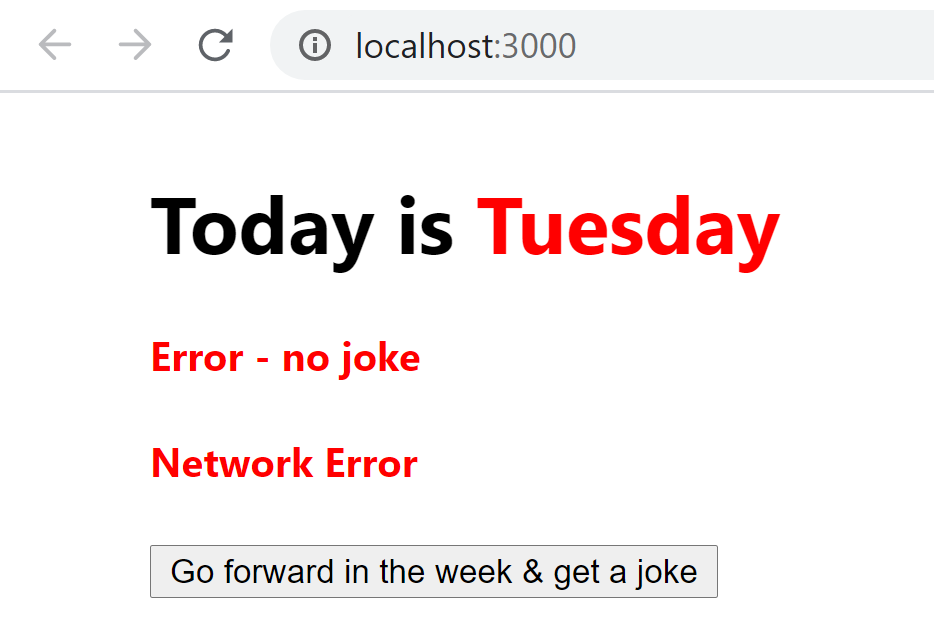 localhost:3000
Today is Tuesday
Error - no joke
Network Error
Go forward in the week & get a joke